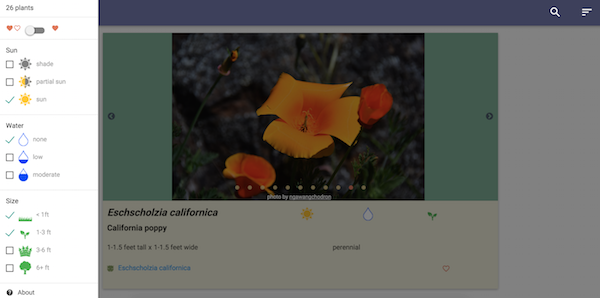 26 plants
Sun
shade
partial sun
sun
Water
none
low
moderate
Size
< 1ft
1-3 ft
3-6 ft
6+ ft
About
photo by ngawangchodron
Eschscholzia californica
California poppy
1-1.5 feet tall x 1-1.5 feet wide perennial
Eschscholzia californica